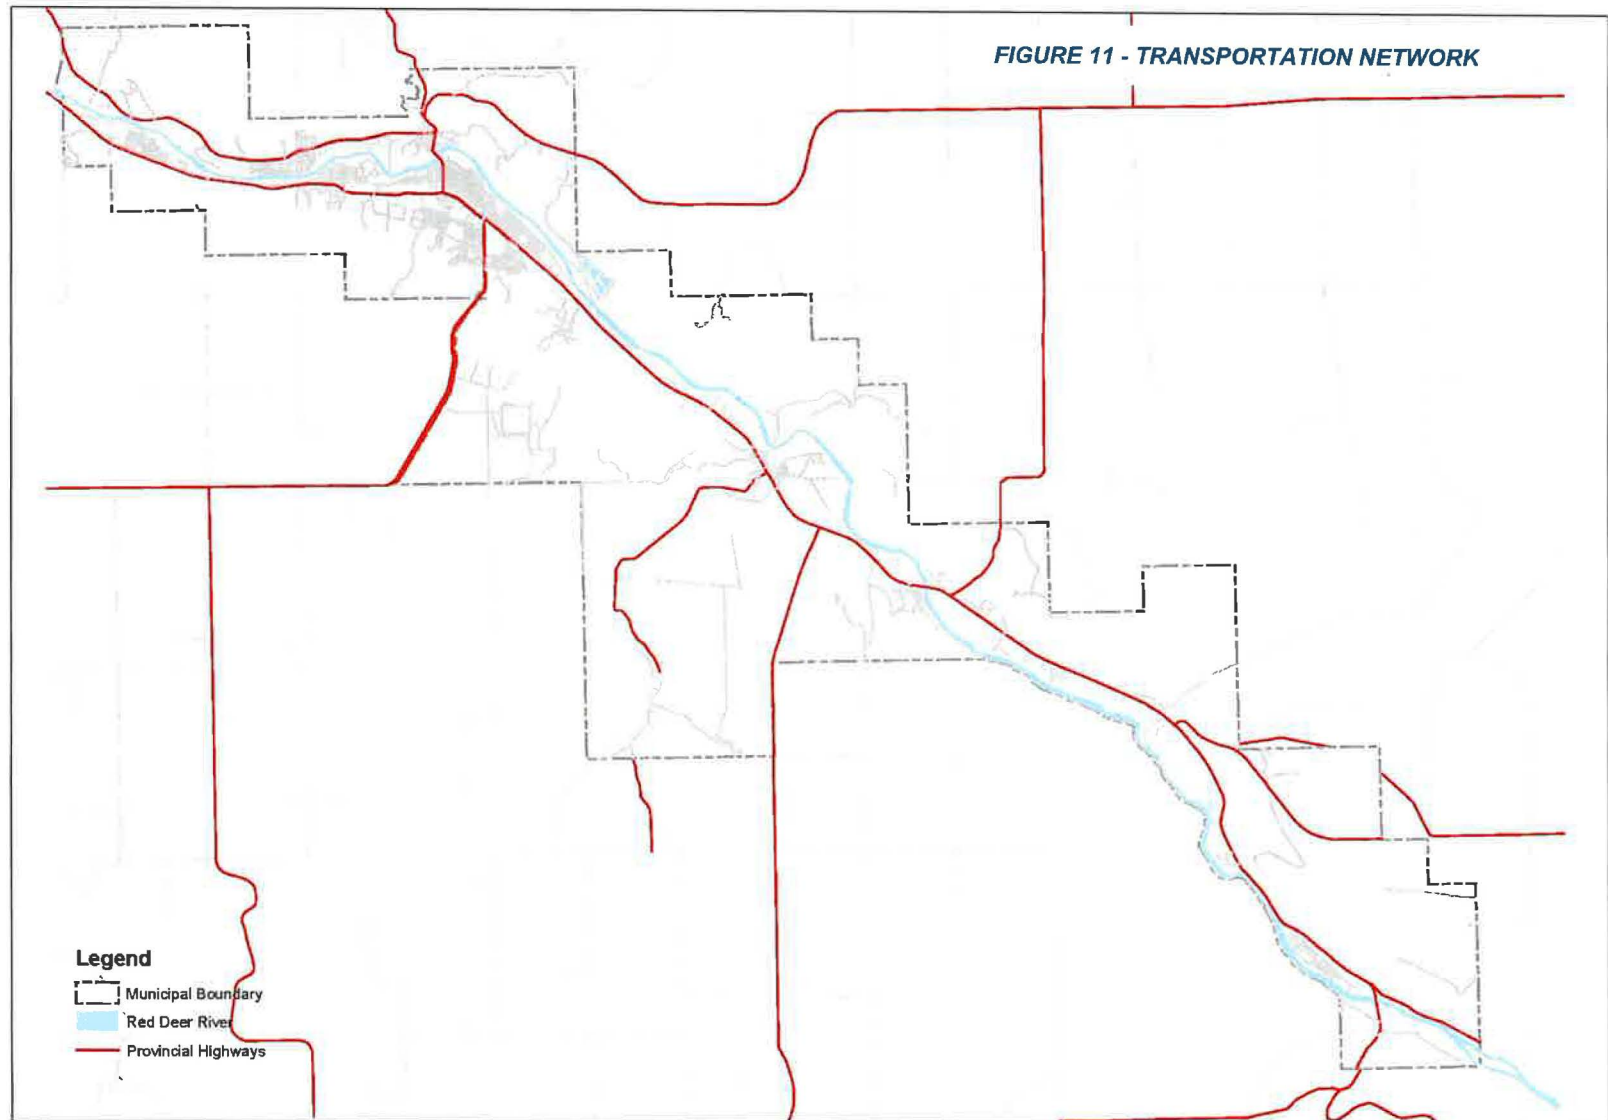 FIGURE 11 - TRANSPORTATION NETWORK
Legend
Municipal Boundary
Red Deer River
Provincial Highways